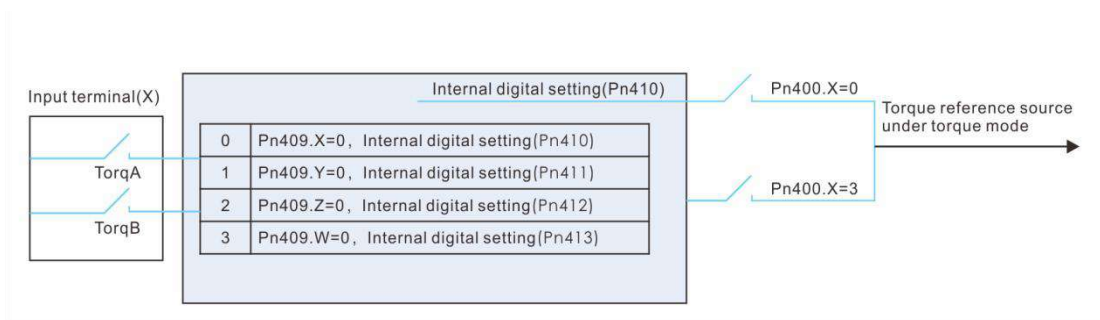 Internal digital setting(Pn410)
Pn400.X=0
Input terminal(X)
Torque reference source
under torque mode
0 Pn409.X=0, Internal digital setting(Pn410)
TorqA
1 Pn409.Y=0, Internal digital setting(Pn411)
Pn400.X=3
2 Pn409.Z=0, Internal digital setting(Pn412)
TorqB
3 Pn409.W=0, Internal digital setting(Pn413)